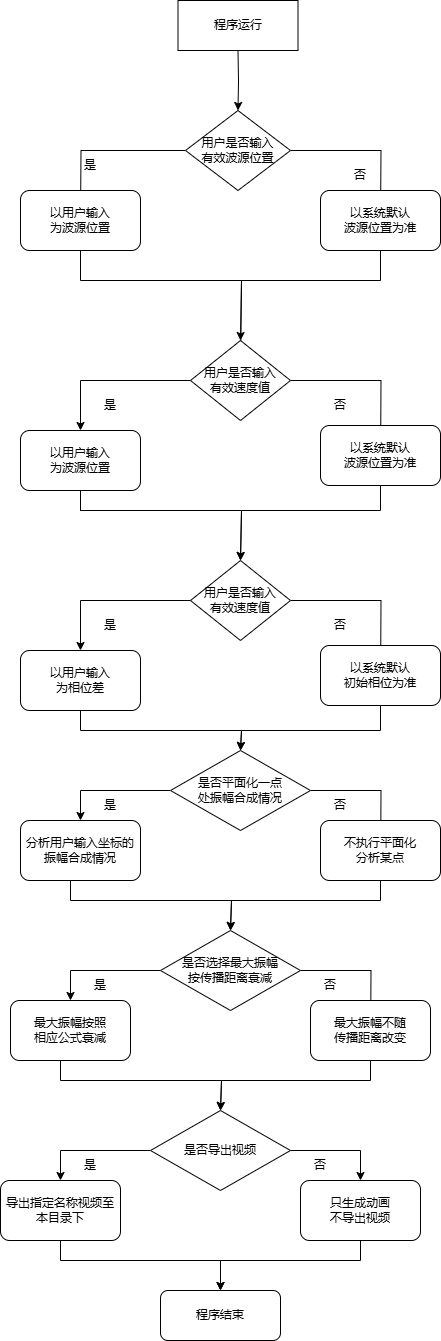 程序运行
用户是否输入
有效波源位置
是
否
以用户输入
为波源位置
以系统默认
波源位置为准
用户是否输入
有效速度值
是
否
以用户输入
为波源位置
以系统默认
波源位置为准
用户是否输入
有效速度值
是
否
以用户输入
为相位差
以系统默认
初始相位为准
是否平面化一点
处振幅合成情况
是
否
分析用户输入坐标的
振幅合成情况
不执行平面化
分析某点
是否选择最大振幅
按传播距离衰减
是
否
最大振幅按照
相应公式衰减
最大振幅不随
传播距离改变
是否导出视频
是
否
导出指定名称视频至
本目录下
只生成动画
不导出视频
程序结束